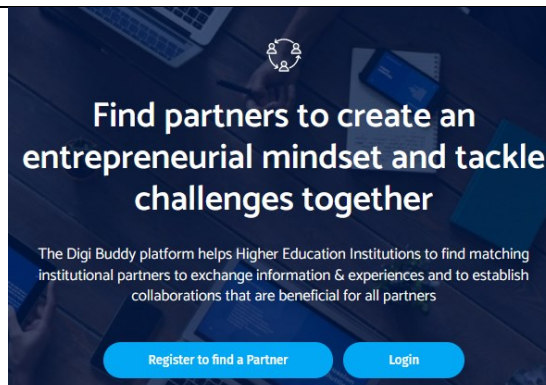 Find partners to create an
entrepreneurial mindset and tackle
challenges together
The Digi Buddy platform helps Higher Education Institutions to find matching
institutional partners to exchange information & experiences and to establish
collaborations that are beneficial for all partners
Register to find a Partner
Login